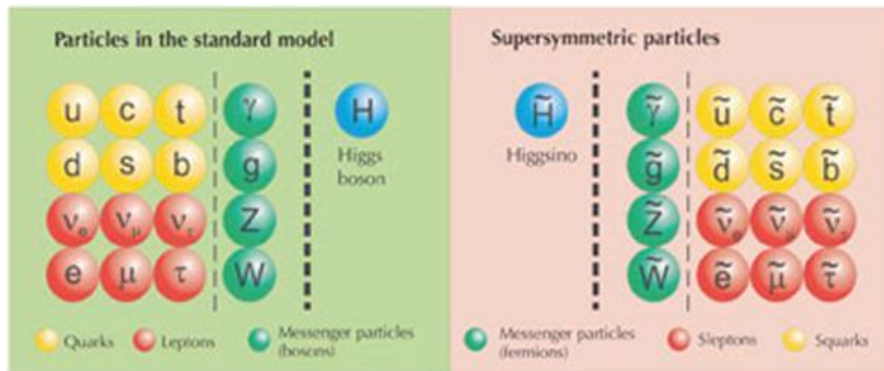 Particles in the standard model
u c t γ
d s b g
νe νμ ντ Z
e μ τ W
H
Higgs
boson
Quarks
Leptons
Messenger particles
(bosons)
Supersymmetric particles
H̃
Higgsino
γ̃ ũ c̃ t̃
g̃ d̃ s̃ b̃
Z̃ ν̃e ν̃μ ν̃τ
W̃ ẽ μ̃ τ̃
Messenger particles
(fermions)
Sleptons
Squarks